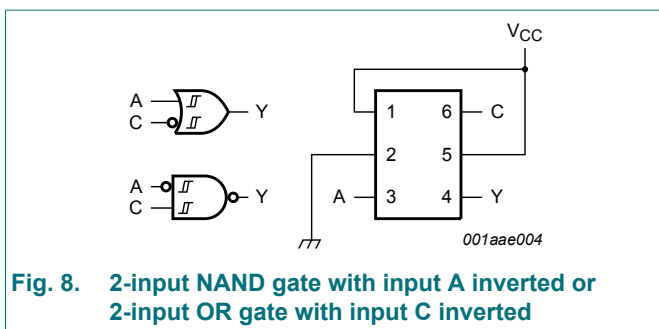 V_CC
A
C
Y
A
C
Y
1 6 C
2 5
A 3 4 Y
001aae004
Fig. 8. 2-input NAND gate with input A inverted or
2-input OR gate with input C inverted